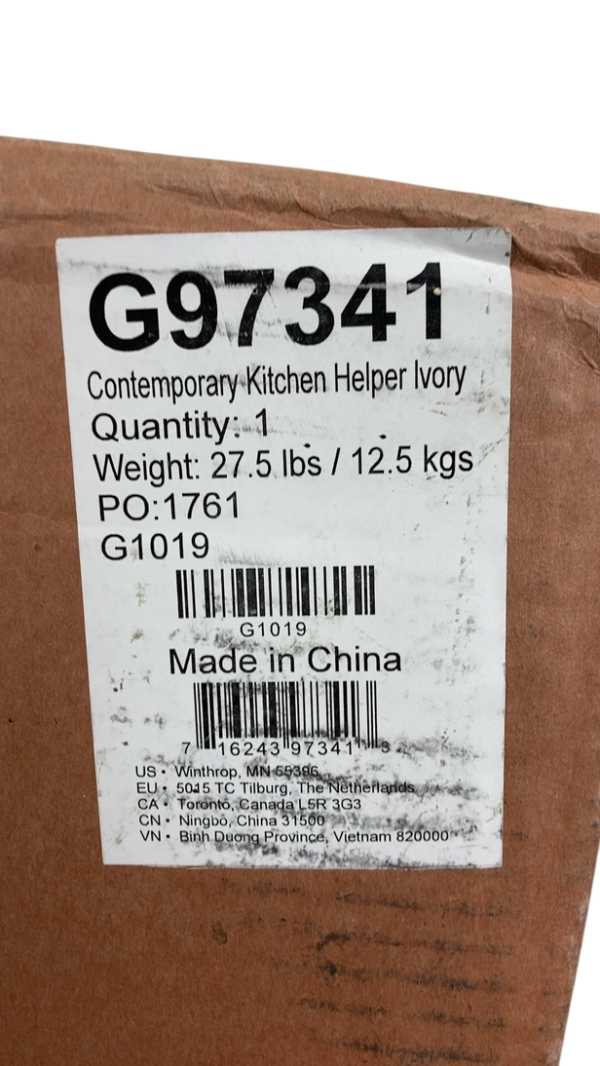 G97341
Contemporary Kitchen Helper Ivory
Quantity: 1
Weight: 27.5 lbs / 12.5 kgs
PO:1761
G1019
G1019
Made in China
7 16243 97341 3
US • Winthrop, MN 55396
EU • 5015 TC Tilburg, The Netherlands
CA • Toronto, Canada L5R 3G3
CN • Ningbo, China 31500
VN • Binh Duong Province, Vietnam 820000